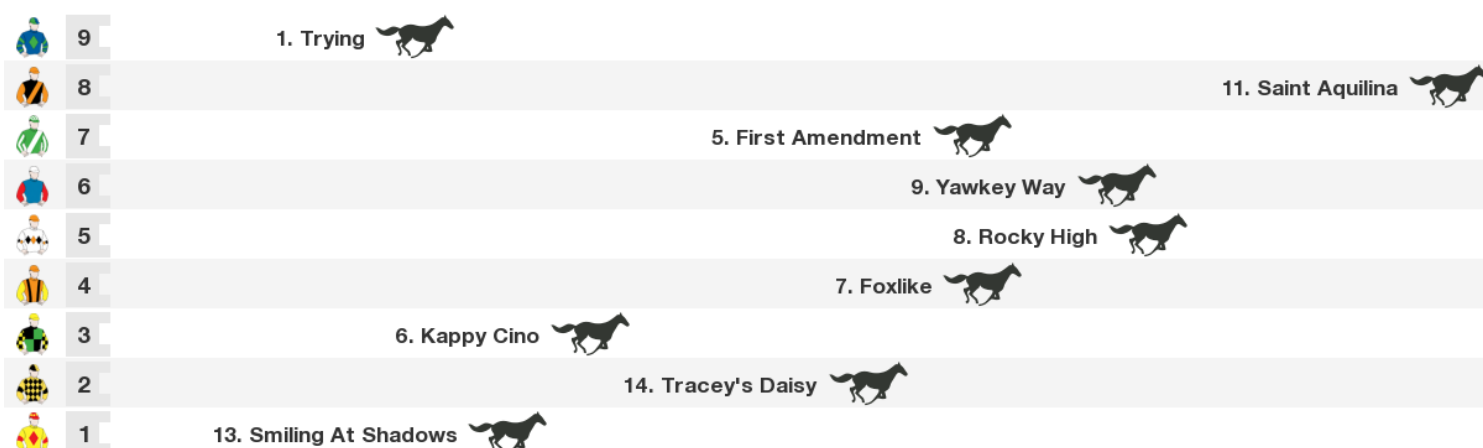 9 1. Trying
8 11. Saint Aquilina
7 5. First Amendment
6 9. Yawkey Way
5 8. Rocky High
4 7. Foxlike
3 6. Kappy Cino
2 14. Tracey's Daisy
1 13. Smiling At Shadows